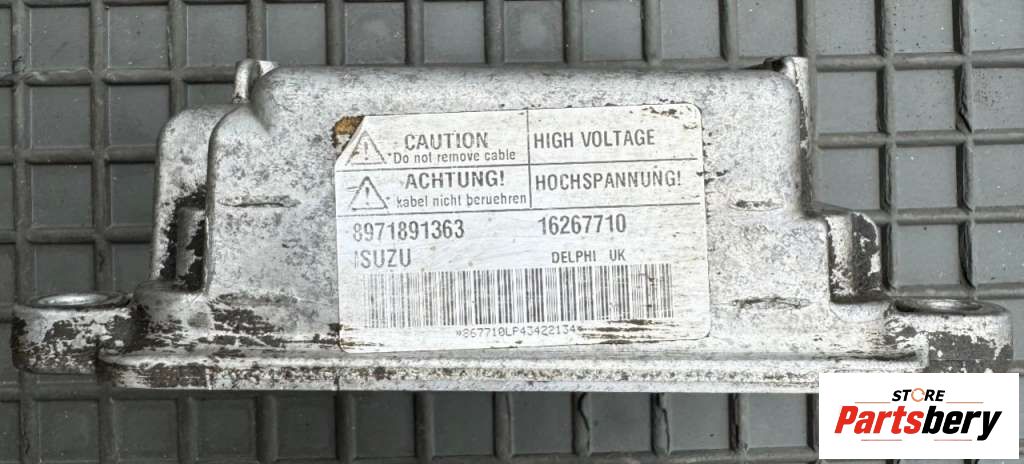 CAUTION
Do not remove cable
HIGH VOLTAGE
ACHTUNG!
kabel nicht beruehren
HOCHSPANNUNG!
8971891363 16267710
ISUZU DELPHI UK
*867710LP43422134*
STORE
Partsbery